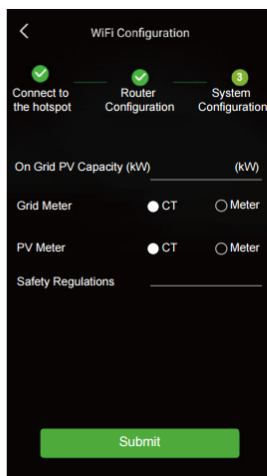 WiFi Configuration
3
Connect to
the hotspot
Router
Configuration
System
Configuration
On Grid PV Capacity (kW) (kW)
Grid Meter CT Meter
PV Meter CT Meter
Safety Regulations
Submit